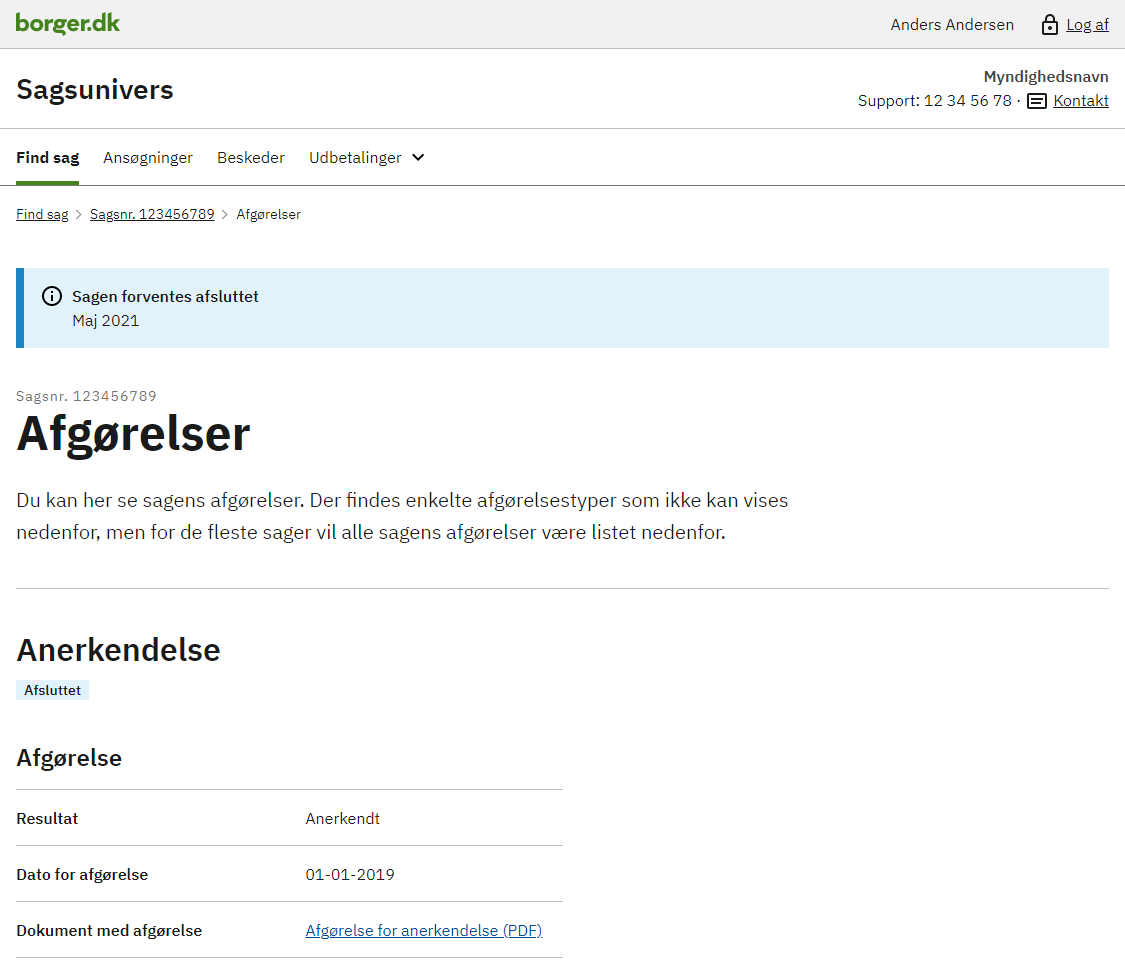 borger.dk
Anders Andersen Log af
Sagsunivers
Myndighedsnavn
Support: 12 34 56 78 · Kontakt
Find sag Ansøgninger Beskeder Udbetalinger
Find sag > Sagsnr. 123456789 > Afgørelser
Sagen forventes afsluttet
Maj 2021
Sagsnr. 123456789
Afgørelser
Du kan her se sagens afgørelser. Der findes enkelte afgørelsestyper som ikke kan vises
nedenfor, men for de fleste sager vil alle sagens afgørelser være listet nedenfor.
Anerkendelse
Afsluttet
Afgørelse
Resultat Anerkendt
Dato for afgørelse 01-01-2019
Dokument med afgørelse Afgørelse for anerkendelse (PDF)